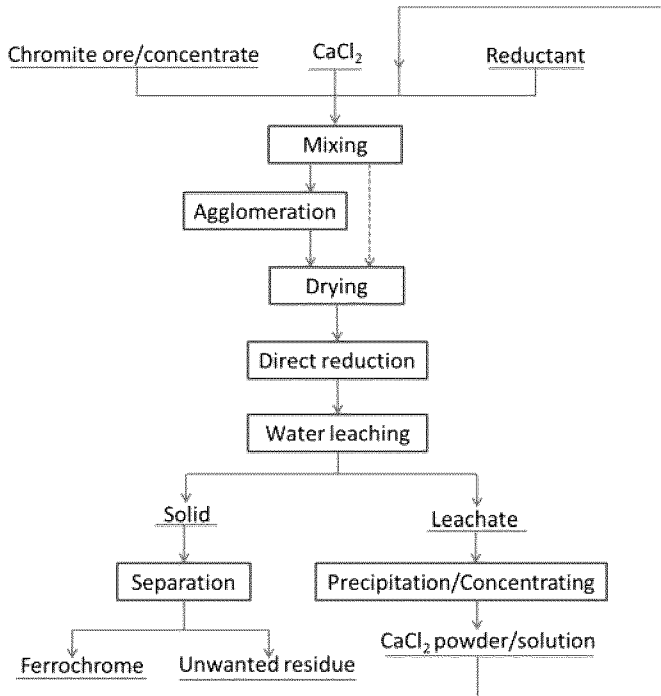 Chromite ore/concentrate
CaCl₂
Reductant
Mixing
Agglomeration
Drying
Direct reduction
Water leaching
Solid
Leachate
Separation
Precipitation/Concentrating
Ferrochrome
Unwanted residue
CaCl₂ powder/solution